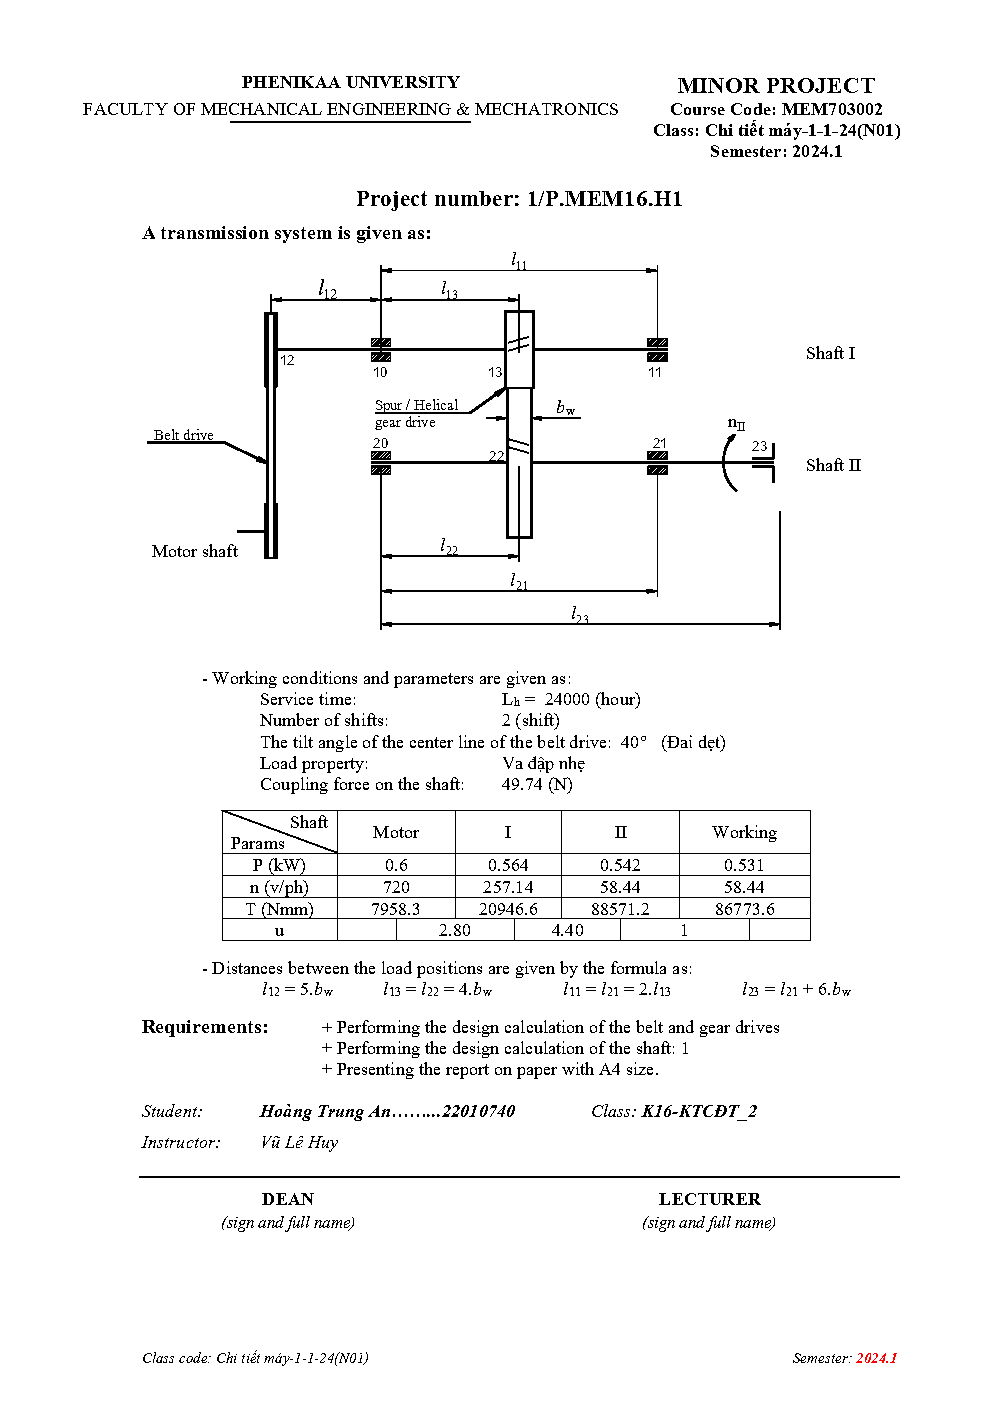 PHENIKAA UNIVERSITY
FACULTY OF MECHANICAL ENGINEERING & MECHATRONICS
MINOR PROJECT
Course Code: MEM703002
Class: Chi tiết máy-1-1-24(N01)
Semester: 2024.1
Project number: 1/P.MEM16.H1
A transmission system is given as:
l11
l12 l13
12 10 13 11 Shaft I
Spur / Helical
gear drive
bw
Belt drive
nII
20 22 21 23
Shaft II
Motor shaft
l22
l21
l23
- Working conditions and parameters are given as:
Service time: Lh = 24000 (hour)
Number of shifts: 2 (shift)
The tilt angle of the center line of the belt drive: 40° (Đai dẹt)
Load property: Va đập nhẹ
Coupling force on the shaft: 49.74 (N)
Shaft
Params Motor I II Working
P (kW) 0.6 0.564 0.542 0.531
n (v/ph) 720 257.14 58.44 58.44
T (Nmm) 7958.3 20946.6 88571.2 86773.6
u 2.80 4.40 1
- Distances between the load positions are given by the formula as:
l12 = 5.bw l13 = l22 = 4.bw l11 = l21 = 2.l13 l23 = l21 + 6.bw
Requirements: + Performing the design calculation of the belt and gear drives
+ Performing the design calculation of the shaft: 1
+ Presenting the report on paper with A4 size.
Student: Hoàng Trung An.........22010740 Class: K16-KTCĐT_2
Instructor: Vũ Lê Huy
DEAN LECTURER
(sign and full name) (sign and full name)
Class code: Chi tiết máy-1-1-24(N01) Semester: 2024.1